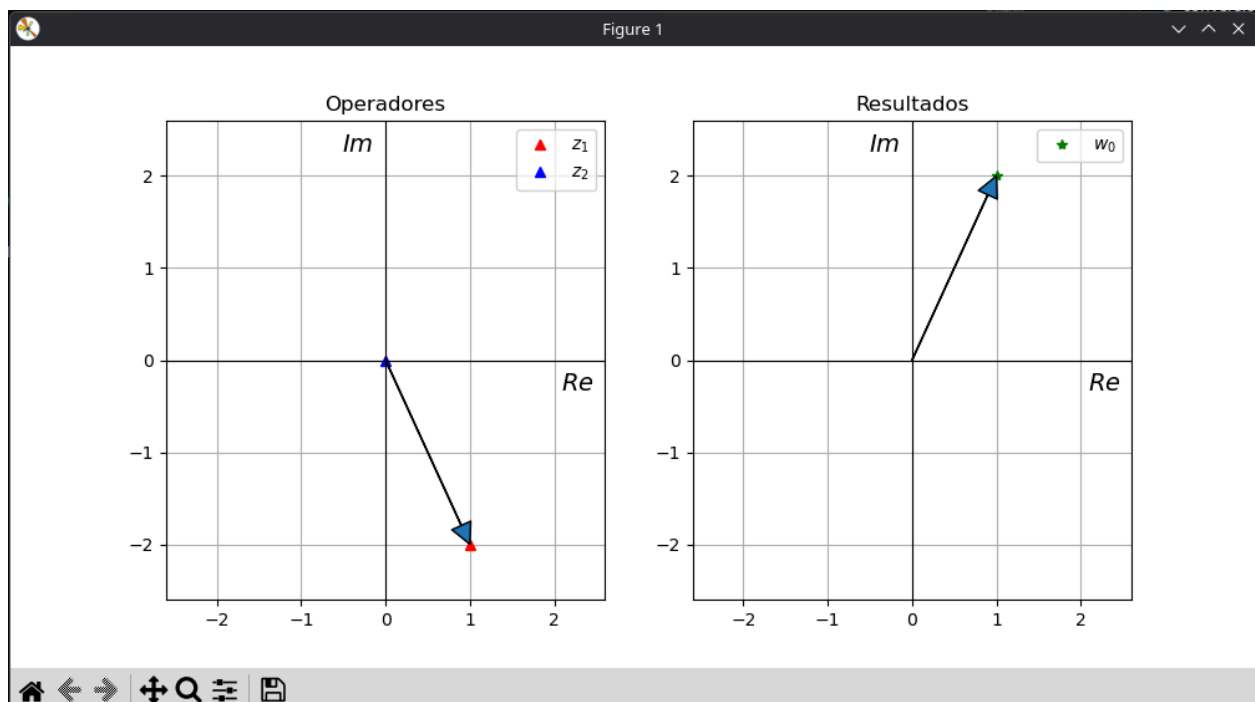 Figure 1
Operadores
Im
z₁
z₂
2
1
0
−1
−2
Re
−2 −1 0 1 2
Resultados
Im
w₀
2
1
0
−1
−2
Re
−2 −1 0 1 2